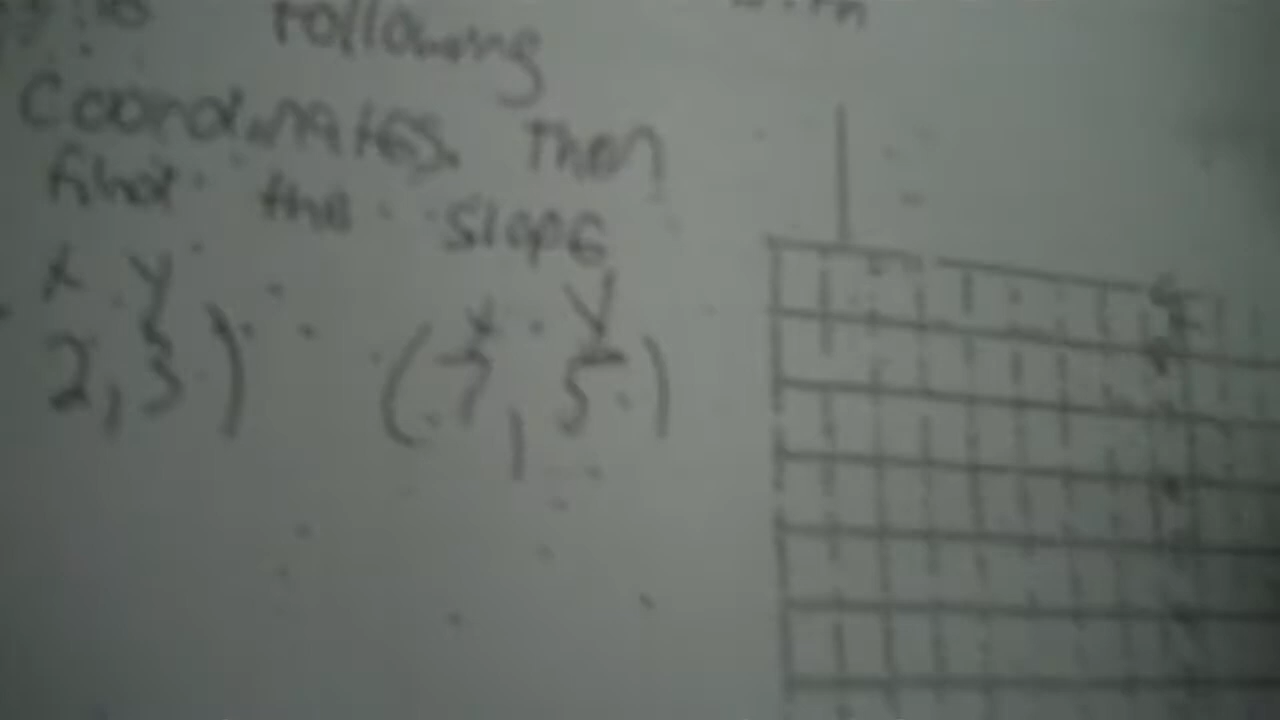 Following
Coordinates. Then
find the slope
x y
2,3)
x y
(7,5)